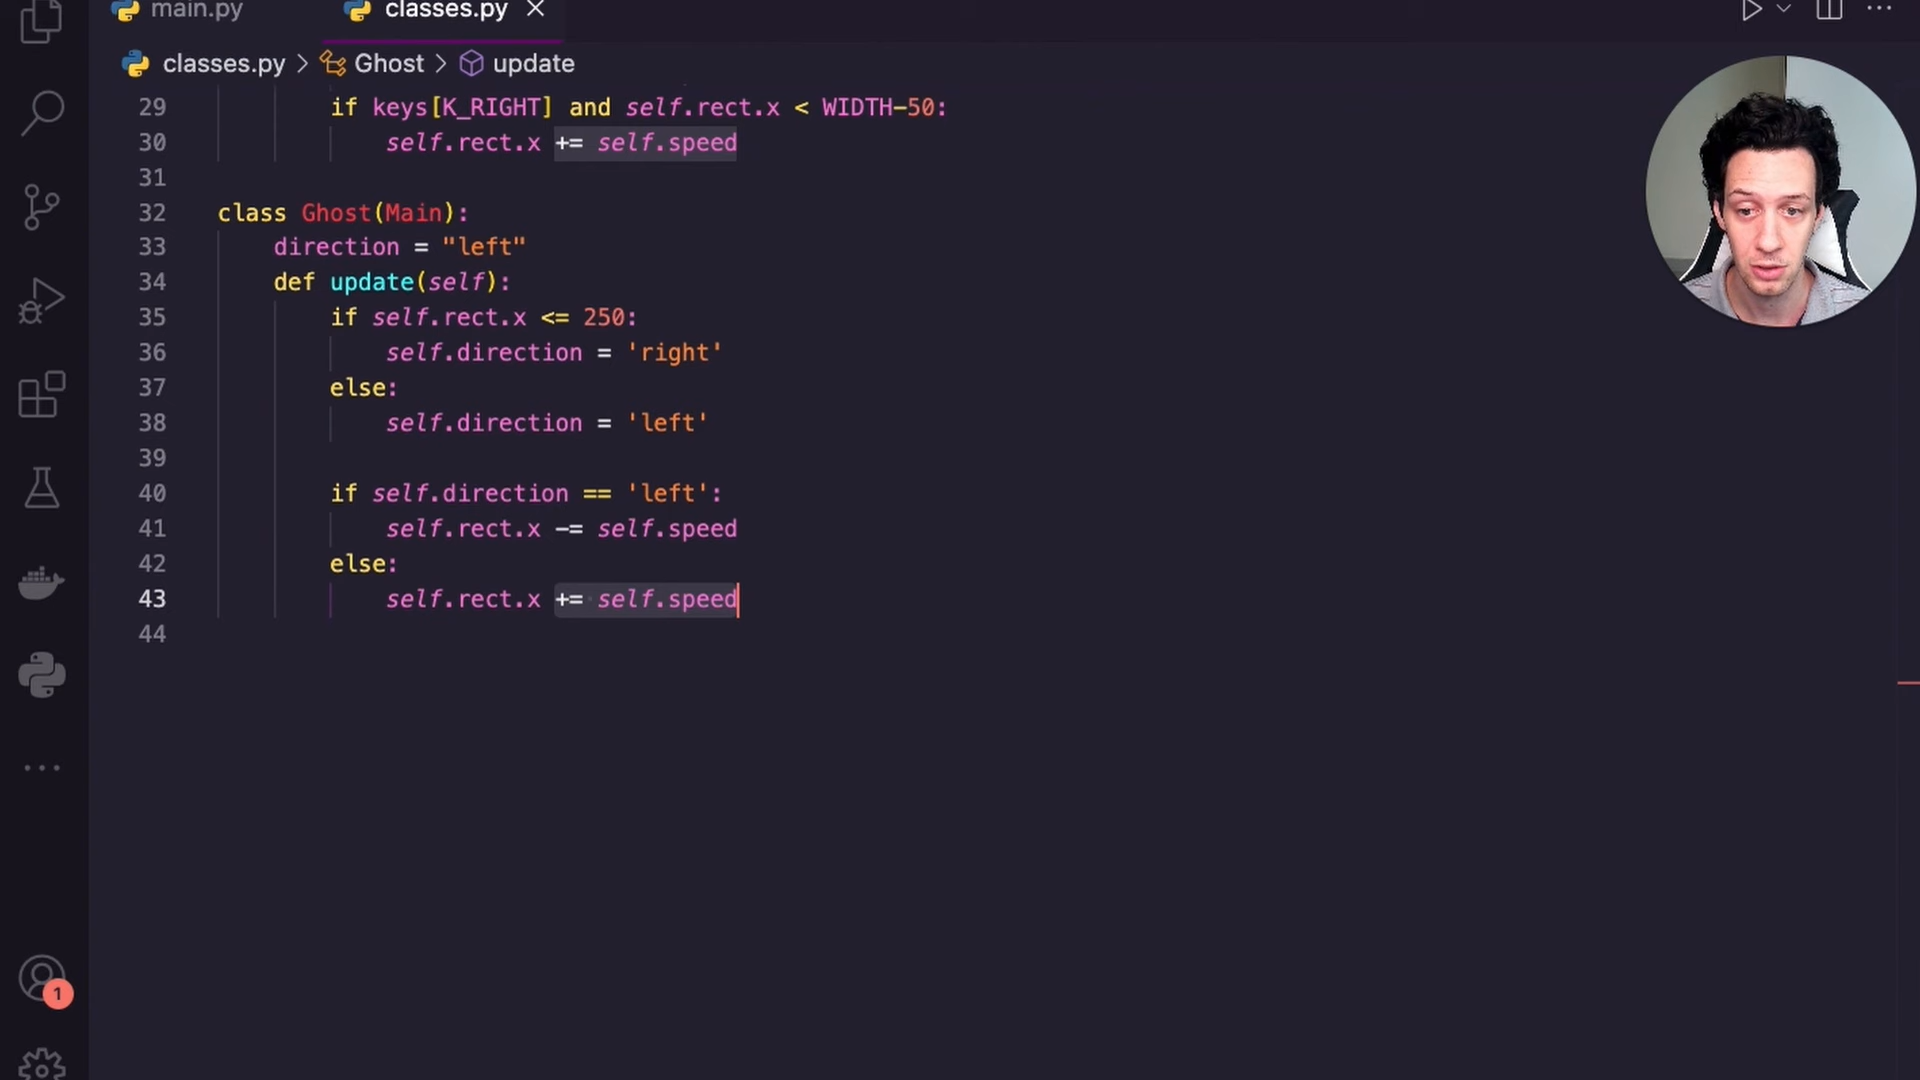 main.py
classes.py
classes.py > Ghost > update
29 if keys[K_RIGHT] and self.rect.x < WIDTH-50:
30 self.rect.x += self.speed
31
32 class Ghost(Main):
33 direction = "left"
34 def update(self):
35 if self.rect.x <= 250:
36 self.direction = 'right'
37 else:
38 self.direction = 'left'
39
40 if self.direction == 'left':
41 self.rect.x -= self.speed
42 else:
43 self.rect.x += self.speed
44
1